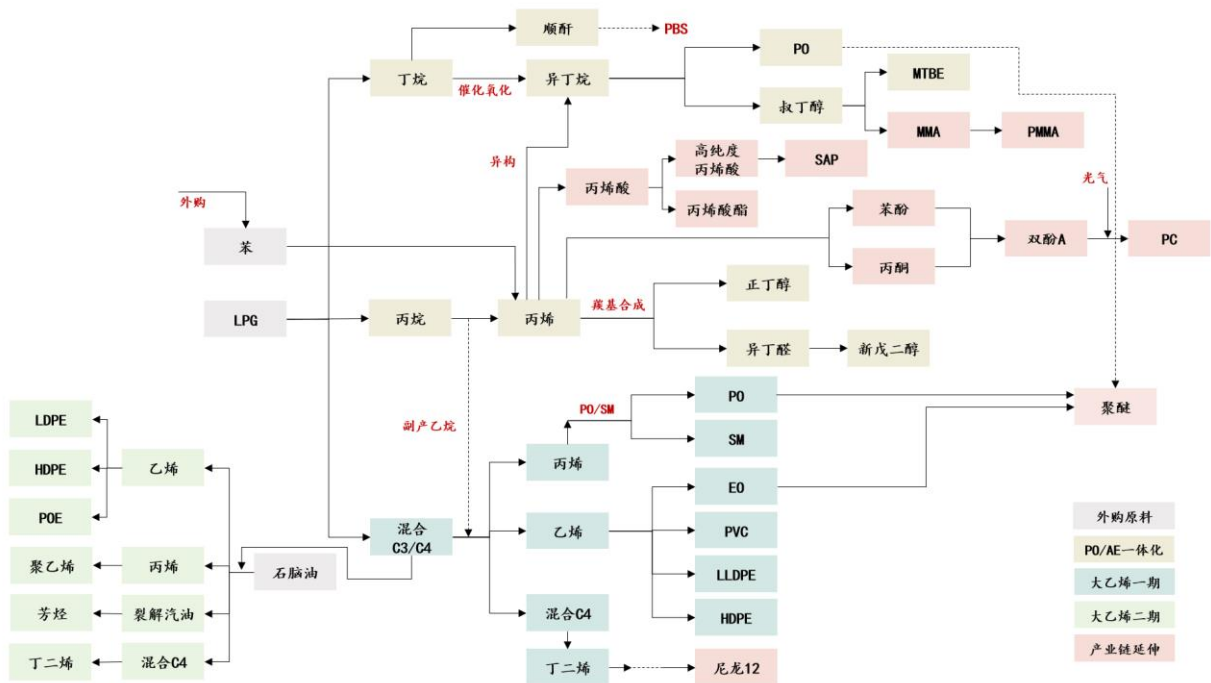 顺酐
PBS
PO
丁烷
催化氧化
异丁烷
MTBE
叔丁醇
异构
高纯度
丙烯酸
SAP
MMA
PMMA
外购
丙烯酸
丙烯酸酯
光气
苯
苯酚
双酚A
PC
丙酮
LPG
丙烷
丙烯
羰基合成
正丁醇
异丁醛
新戊二醇
PO/SM
PO
聚醚
副产乙烷
丙烯
SM
LDPE
HDPE
乙烯
POE
EO
混合
C3/C4
乙烯
PVC
聚乙烯
丙烯
石脑油
LLDPE
芳烃
裂解汽油
混合C4
HDPE
丁二烯
混合C4
丁二烯
尼龙12
外购原料
PO/AE一体化
大乙烯一期
大乙烯二期
产业链延伸